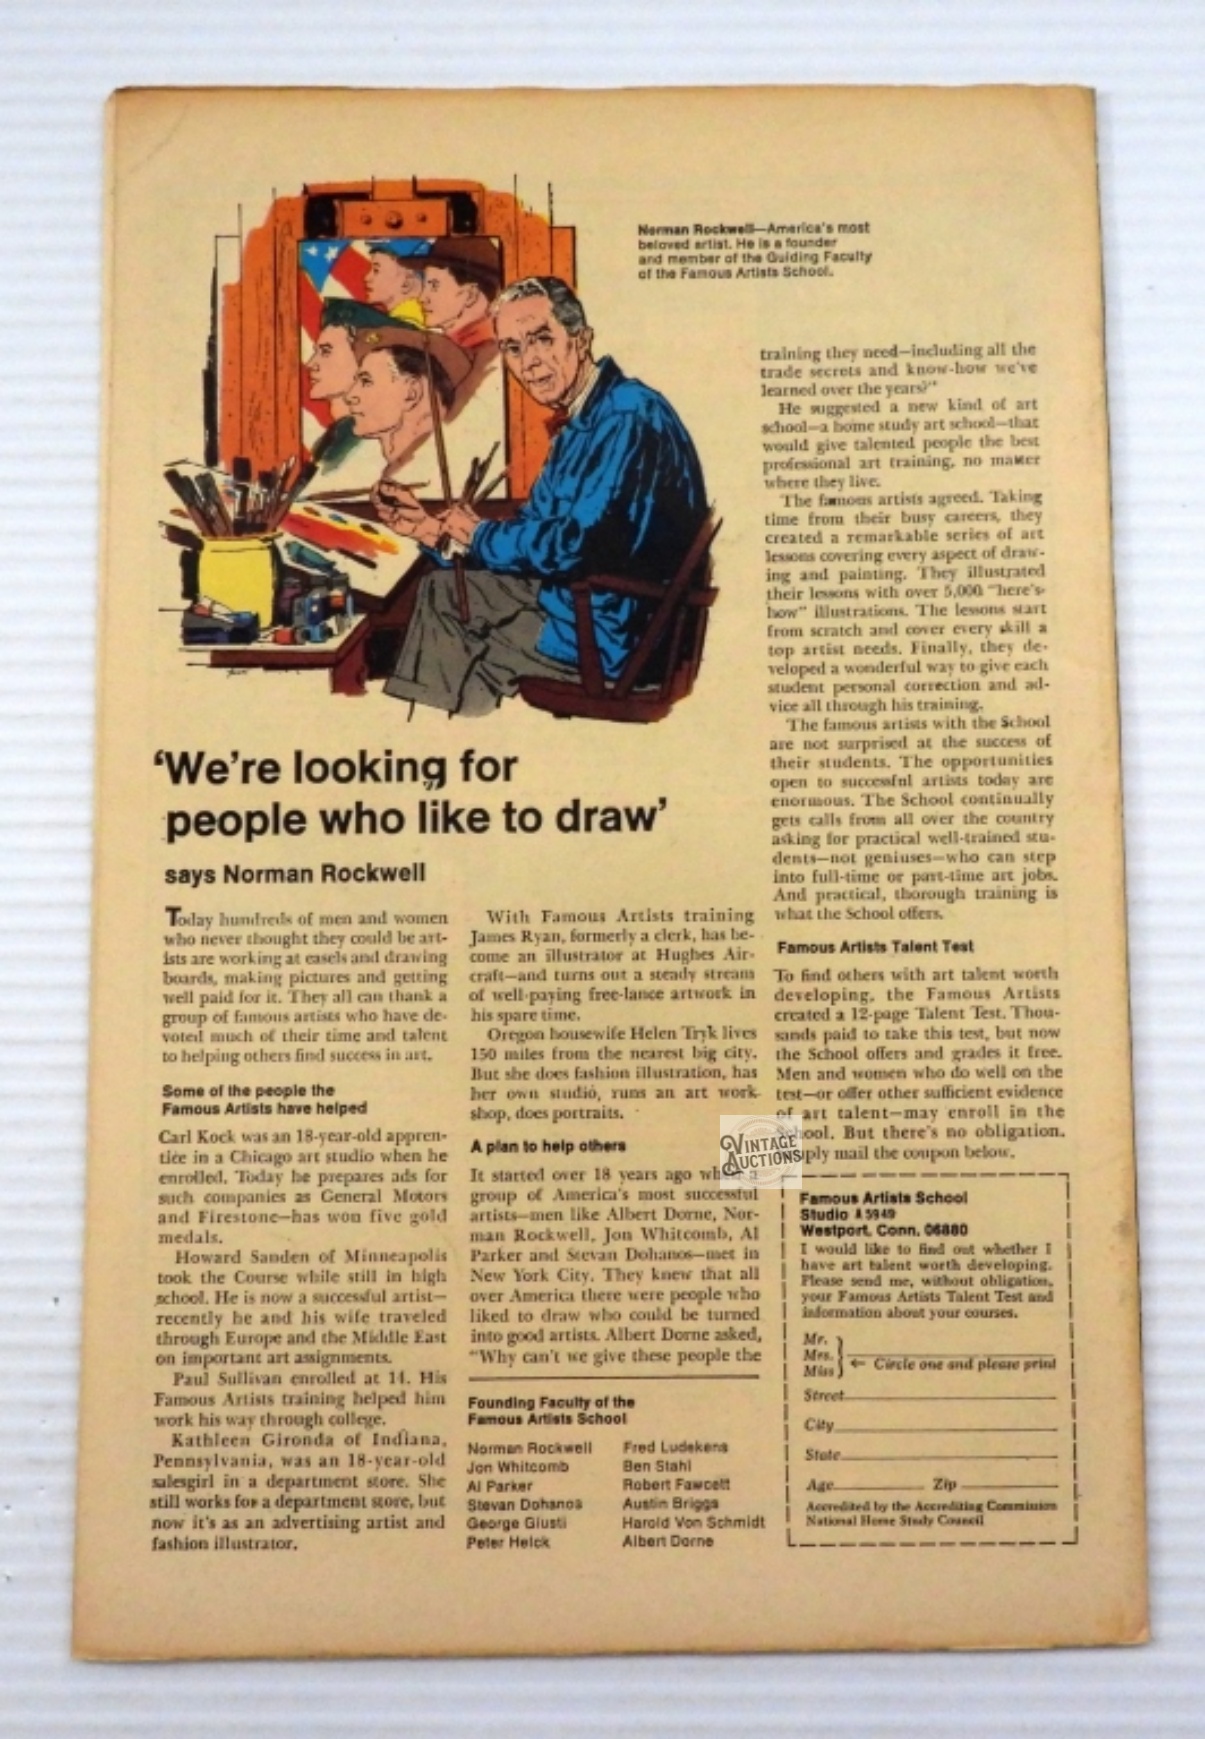 Norman Rockwell—America's most
beloved artist. He is a founder
and member of the Guiding Faculty
of the Famous Artists School.
'We're looking for
people who like to draw'
says Norman Rockwell
Today hundreds of men and women
who never thought they could be art-
ists are working at easels and drawing
boards, making pictures and getting
well paid for it. They all can thank a
group of famous artists who have de-
voted much of their time and talent
to helping others find success in art.
Some of the people the
Famous Artists have helped
Carl Kock was an 18-year-old appren-
tice in a Chicago art studio when he
enrolled. Today he prepares ads for
such companies as General Motors
and Firestone—has won five gold
medals.
Howard Sanden of Minneapolis
took the Course while still in high
school. He is now a successful artist—
recently he and his wife traveled
through Europe and the Middle East
on important art assignments.
Paul Sullivan enrolled at 14. His
Famous Artists training helped him
work his way through college.
Kathleen Gironda of Indiana,
Pennsylvania, was an 18-year-old
salesgirl in a department store. She
still works for a department store, but
now it's as an advertising artist and
fashion illustrator.
With Famous Artists training
James Ryan, formerly a clerk, has be-
come an illustrator at Hughes Air-
craft—and turns out a steady stream
of well-paying free-lance artwork in
his spare time.
Oregon housewife Helen Tryk lives
150 miles from the nearest big city.
But she does fashion illustration, has
her own studio, runs an art work-
shop, does portraits.
A plan to help others
It started over 18 years ago when a
group of America's most successful
artists—men like Albert Dorne, Nor-
man Rockwell, Jon Whitcomb, Al
Parker and Stevan Dohanos—met in
New York City. They knew that all
over America there were people who
liked to draw who could be turned
into good artists. Albert Dorne asked,
"Why can't we give these people the
Founding Faculty of the
Famous Artists School
Norman Rockwell
Jon Whitcomb
Al Parker
Stevan Dohanos
George Giusti
Peter Helck
Fred Ludekens
Ben Stahl
Robert Fawcett
Austin Briggs
Harold Von Schmidt
Albert Dorne
training they need—including all the
trade secrets and know-how we've
learned over the years?"
He suggested a new kind of art
school—a home study art school—that
would give talented people the best
professional art training, no matter
where they live.
The famous artists agreed. Taking
time from their busy careers, they
created a remarkable series of art
lessons covering every aspect of draw-
ing and painting. They illustrated
their lessons with over 5,000 "here's-
how" illustrations. The lessons start
from scratch and cover every skill a
top artist needs. Finally, they de-
veloped a wonderful way to give each
student personal correction and ad-
vice all through his training.
The famous artists with the School
are not surprised at the success of
their students. The opportunities
open to successful artists today are
enormous. The School continually
gets calls from all over the country
asking for practical well-trained stu-
dents—not geniuses—who can step
into full-time or part-time art jobs.
And practical, thorough training is
what the School offers.
Famous Artists Talent Test
To find others with art talent worth
developing, the Famous Artists
created a 12-page Talent Test. Thou-
sands paid to take this test, but now
the School offers and grades it free.
Men and women who do well on the
test—or offer other sufficient evidence
of art talent—may enroll in the
School. But there's no obligation.
mail the coupon below.
VINTAGE
AUCTIONS
Famous Artists School
Studio A5949
Westport, Conn. 06880
I would like to find out whether I
have art talent worth developing.
Please send me, without obligation,
your Famous Artists Talent Test and
information about your courses.
Mr.
Mrs.
Miss
← Circle one and please print
Street
City
State
Age Zip
Accredited by the Accrediting Commission
National Home Study Council